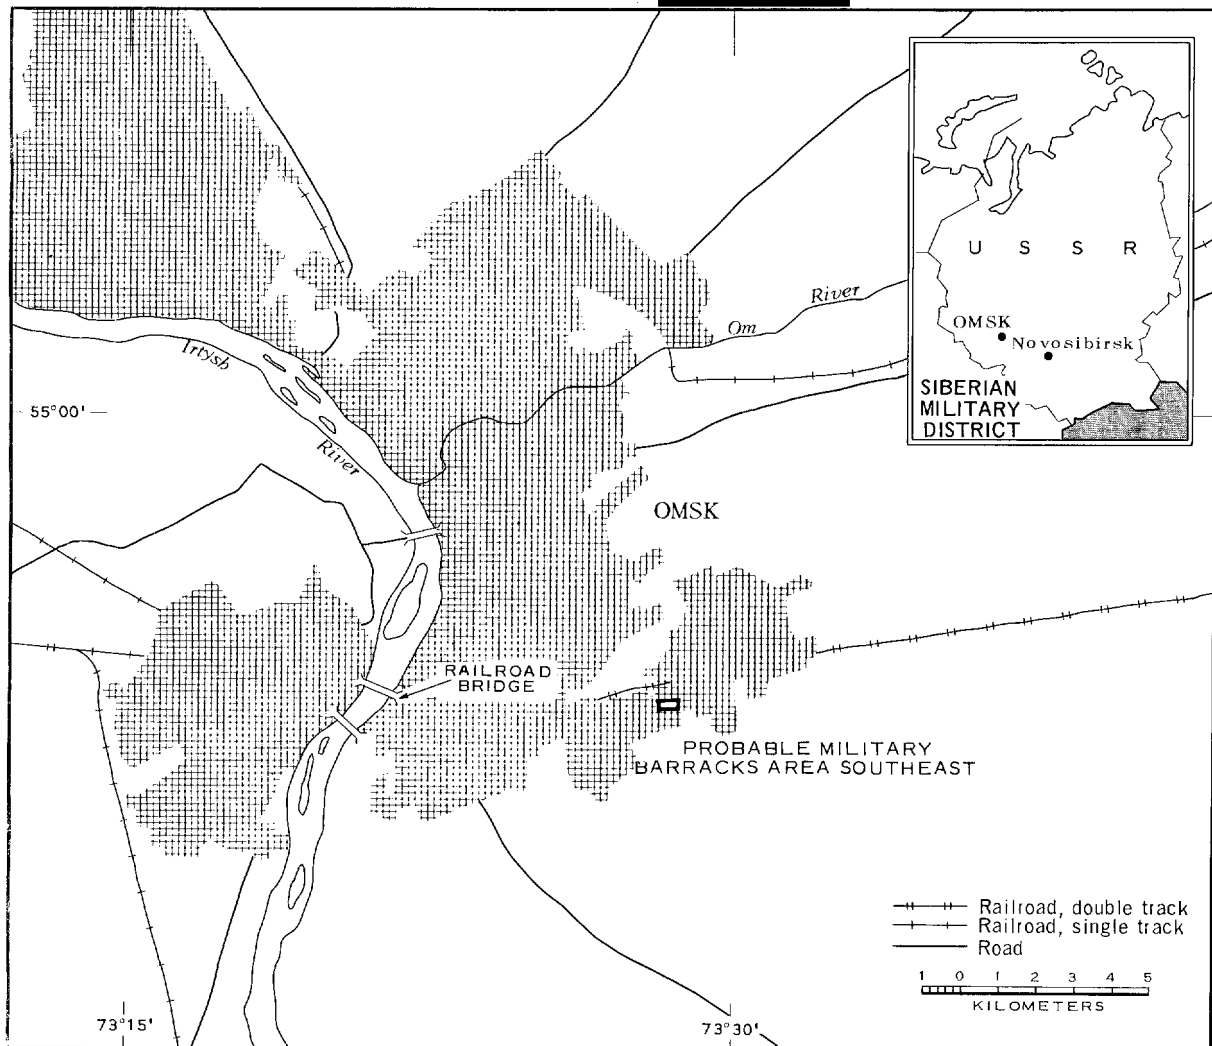 U S S R
OMSK
Novosibirsk
SIBERIAN
MILITARY
DISTRICT
River
Om
Irtysh
River
55°00'
OMSK
RAILROAD
BRIDGE
PROBABLE MILITARY
BARRACKS AREA SOUTHEAST
Railroad, double track
Railroad, single track
Road
1 0 1 2 3 4 5
KILOMETERS
73°15'
73°30'